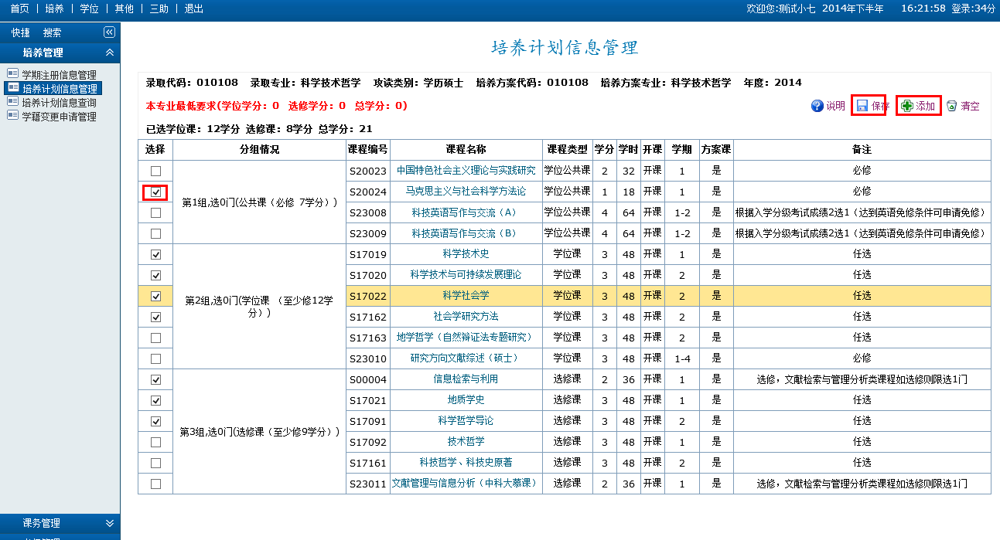 首页 | 培养 | 学位 | 其他 | 三助 | 退出
欢迎您:测试小七 2014年下半年 16:21:58 登录:34分
快捷 搜索
培养管理
学期注册信息管理
培养计划信息管理
培养计划信息查询
学籍变更申请管理
课务管理
培养计划信息管理
录取代码：010108 录取专业：科学技术哲学 攻读类别：学历硕士 培养方案代码：010108 培养方案专业：科学技术哲学 年度：2014
本专业最低要求(学位学分：0 选修学分：0 总学分：0)
说明 保存 添加 清空
已选学位课：12学分 选修课：8学分 总学分：21
选择 分组情况 课程编号 课程名称 课程类型 学分 学时 开课 学期 方案课 备注
第1组,选0门(公共课（必修 7学分）)
S20023 中国特色社会主义理论与实践研究 学位公共课 2 32 开课 1 是 必修
S20024 马克思主义与社会科学方法论 学位公共课 1 18 开课 1 是 必修
S23008 科技英语写作与交流（A） 学位公共课 4 64 开课 1-2 是 根据入学分级考试成绩2选1（达到英语免修条件可申请免修）
S23009 科技英语写作与交流（B） 学位公共课 4 64 开课 1-2 是 根据入学分级考试成绩2选1（达到英语免修条件可申请免修）
第2组,选0门(学位课 （至少修12学
分）)
S17019 科学技术史 学位课 3 48 开课 1 是 任选
S17020 科学技术与可持续发展理论 学位课 3 48 开课 2 是 任选
S17022 科学社会学 学位课 3 48 开课 2 是 任选
S17162 社会学研究方法 学位课 3 48 开课 2 是 任选
S17163 地学哲学（自然辩证法专题研究） 学位课 3 48 开课 2 是 任选
S23010 研究方向文献综述（硕士） 学位课 3 48 开课 1-4 是 必修
第3组,选0门(选修课（至少修9学分）)
S00004 信息检索与利用 选修课 2 36 开课 1 是 选修，文献检索与管理分析类课程如选修则限选1门
S17021 地质学史 选修课 3 48 开课 1 是 任选
S17091 科学哲学导论 选修课 3 48 开课 2 是 任选
S17092 技术哲学 选修课 3 48 开课 1 是 任选
S17161 科技哲学、科技史原著 选修课 3 48 开课 2 是 任选
S23011 文献管理与信息分析（中科大慕课） 选修课 2 36 开课 1 是 选修，文献检索与管理分析类课程如选修则限选1门